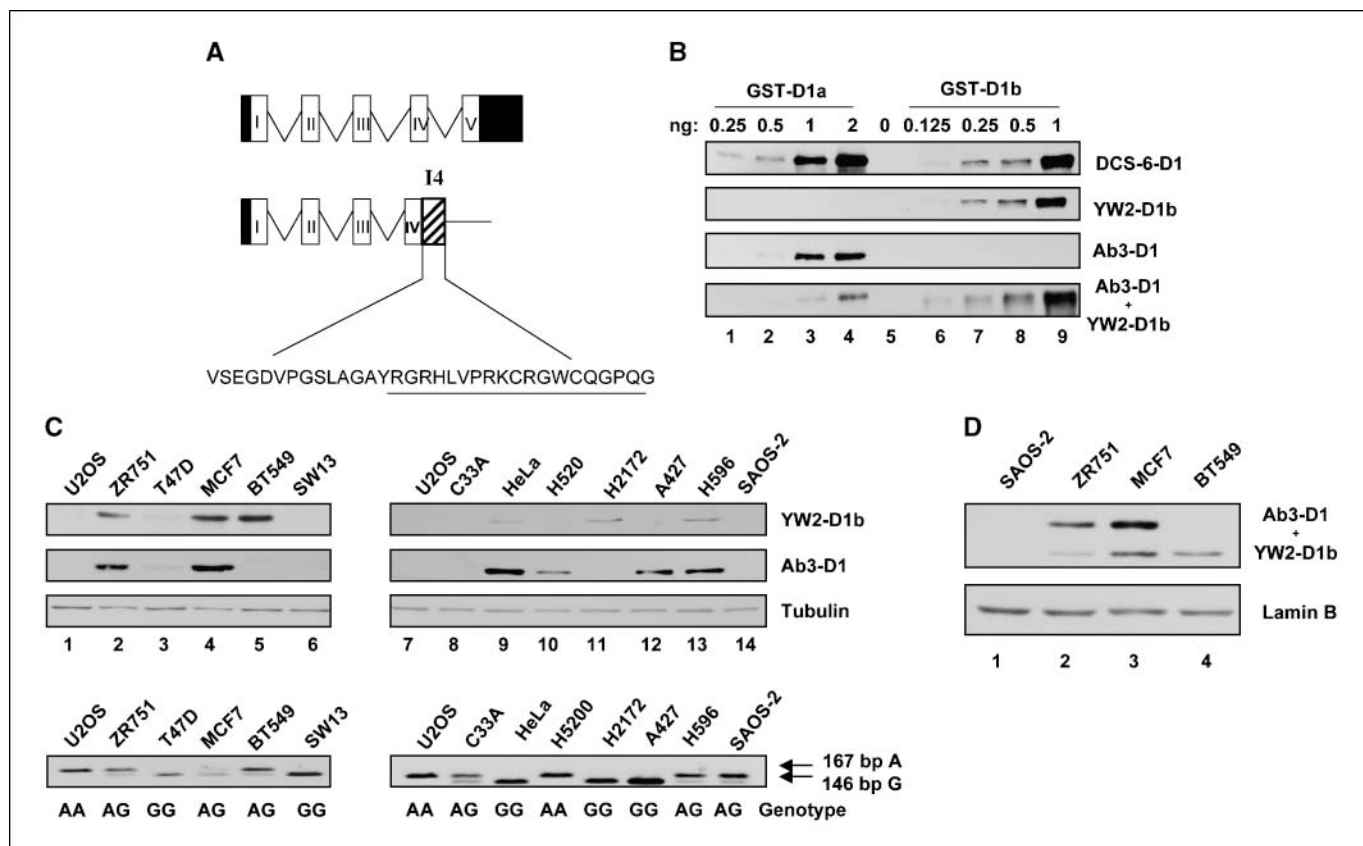 A
I II III IV V
I4
I II III IV
VSEGDVPGSLAGAYRGRHLVPRKCRGWCQGPQG
B
GST-D1a GST-D1b
ng: 0.25 0.5 1 2 0 0.125 0.25 0.5 1
DCS-6-D1
YW2-D1b
Ab3-D1
Ab3-D1
+
YW2-D1b
1 2 3 4 5 6 7 8 9
C
U2OS ZR751 T47D MCF7 BT549 SW13
U2OS C33A HeLa H520 H2172 A427 H596 SAOS-2
YW2-D1b
Ab3-D1
Tubulin
1 2 3 4 5 6 7 8 9 10 11 12 13 14
U2OS ZR751 T47D MCF7 BT549 SW13
U2OS C33A HeLa H5200 H2172 A427 H596 SAOS-2
167 bp A
146 bp G
AA AG GG AG AG GG AA AG GG AA GG GG AG AG Genotype
D
SAOS-2 ZR751 MCF7 BT549
Ab3-D1
+
YW2-D1b
Lamin B
1 2 3 4